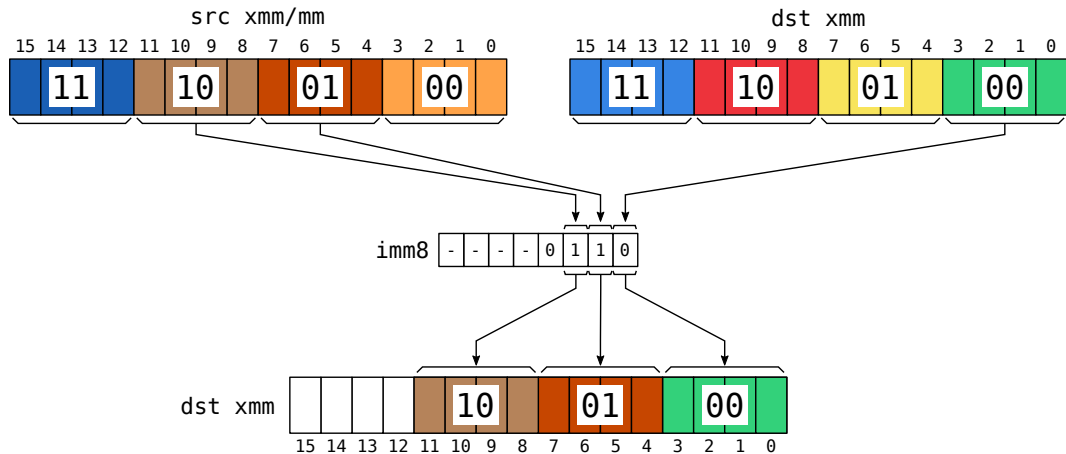 src xmm/mm dst xmm
15 14 13 12 11 10 9 8 7 6 5 4 3 2 1 0 15 14 13 12 11 10 9 8 7 6 5 4 3 2 1 0
11 10 01 00 11 10 01 00
imm8 - - - - 0 1 1 0
dst xmm 10 01 00
15 14 13 12 11 10 9 8 7 6 5 4 3 2 1 0